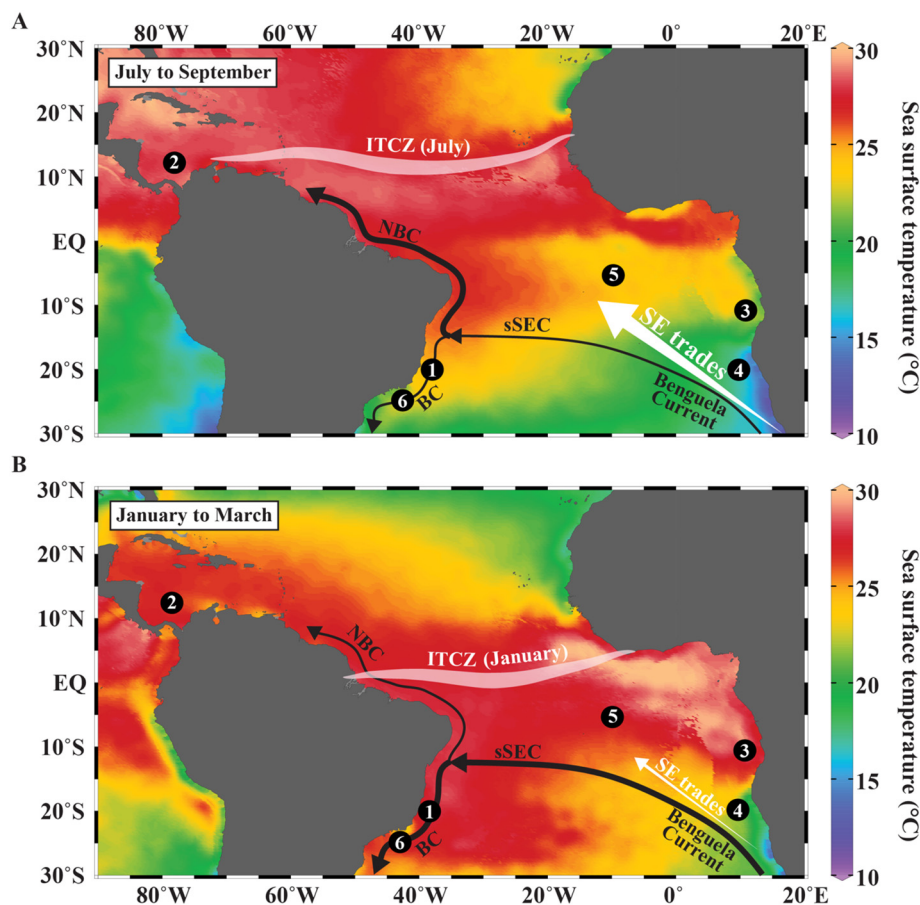 A
80°W 60°W 40°W 20°W 0° 20°E
30°N
20°N
10°N
EQ
10°S
20°S
30°S
July to September
ITCZ (July)
2
NBC
5
3
SE trades
sSEC
1
4
Benguela
Current
6
BC
30
25
20
15
10
Sea surface temperature (°C)
B
30°N
20°N
10°N
EQ
10°S
20°S
30°S
January to March
2
NBC
ITCZ (January)
5
3
sSEC
SE trades
1
4
Benguela
Current
6
BC
30
25
20
15
10
Sea surface temperature (°C)
80°W 60°W 40°W 20°W 0° 20°E